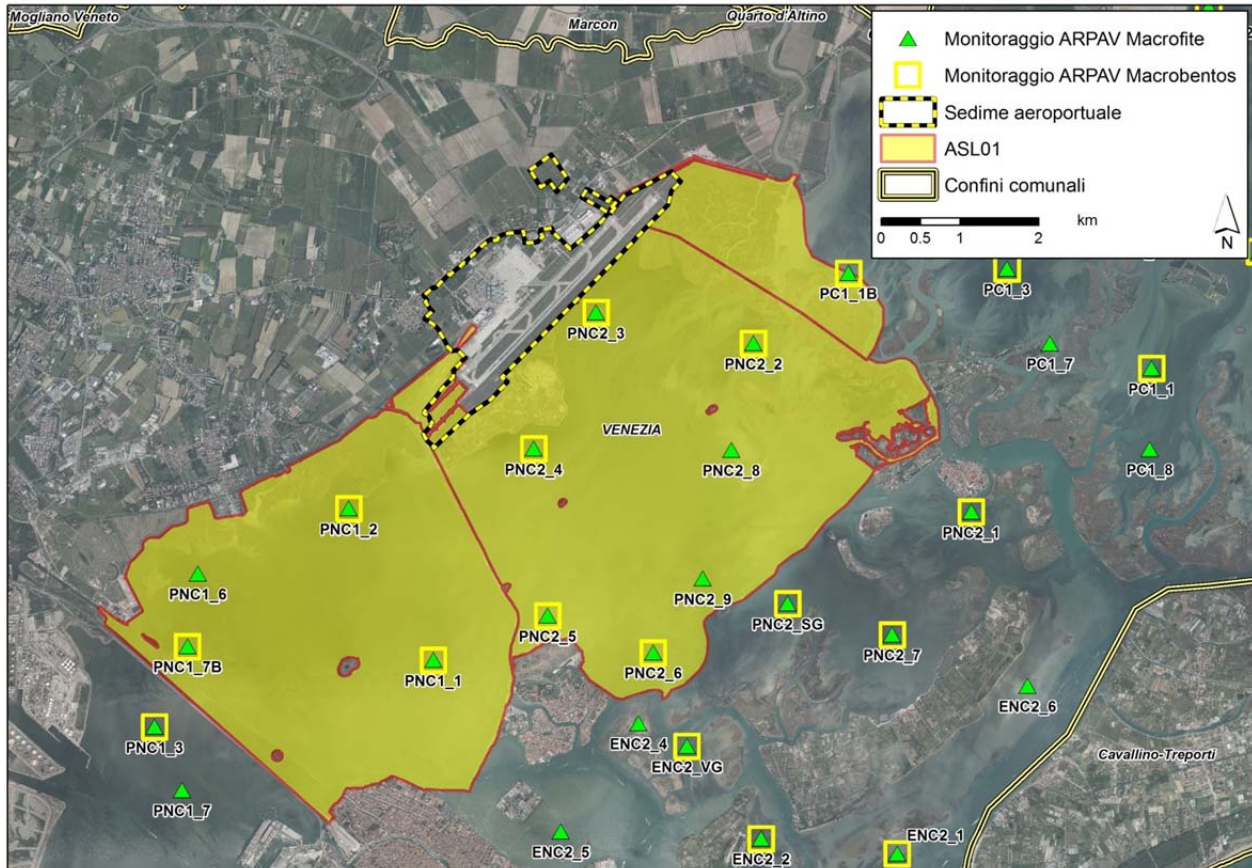 Mogliano Veneto
Marcon
Quarto d'Altino
Monitoraggio ARPAV Macrofite
Monitoraggio ARPAV Macrobentos
Sedime aeroportuale
ASL01
Confini comunali
km
0 0.5 1 2
N
PC1_1B
PC1_3
PNC2_3
PNC2_2
PC1_7
PC1_1
VENEZIA
PNC2_4
PNC2_8
PC1_8
PNC1_2
PNC2_1
PNC1_6
PNC2_9
PNC2_SG
PNC2_5
PNC1_7B
PNC1_1
PNC2_6
PNC2_7
ENC2_6
PNC1_3
ENC2_4
ENC2_VG
Cavallino-Treporti
PNC1_7
ENC2_5
ENC2_2
ENC2_1